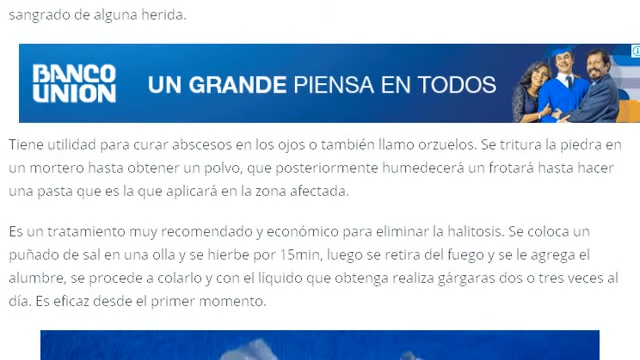 sangrado de alguna herida.
BANCO
UNION
UN GRANDE PIENSA EN TODOS
Tiene utilidad para curar abscesos en los ojos o también llamo orzuelos. Se tritura la piedra en
un mortero hasta obtener un polvo, que posteriormente humedecerá un frotará hasta hacer
una pasta que es la que aplicará en la zona afectada.
Es un tratamiento muy recomendado y económico para eliminar la halitosis. Se coloca un
puñado de sal en una olla y se hierbe por 15min, luego se retira del fuego y se le agrega el
alumbre, se procede a colarlo y con el líquido que obtenga realiza gárgaras dos o tres veces al
día. Es eficaz desde el primer momento.